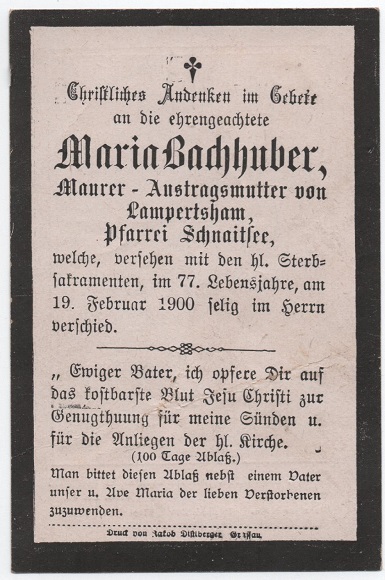 Christliches Andenken im Gebete
an die ehrengeachtete
Maria Bachhuber,
Maurer - Austragsmutter von
Lampertsham,
Pfarrei Schnaitsee,
welche, versehen mit den hl. Sterb-
sakramenten, im 77. Lebensjahre, am
19. Februar 1900 selig im Herrn
verschied.
„ Ewiger Vater, ich opfere Dir auf
das kostbarste Blut Jesu Christi zur
Genugthuung für meine Sünden u.
für die Anliegen der hl. Kirche.
(100 Tage Ablaß.)
Man bittet diesen Ablaß nebst einem Vater
unser u. Ave Maria der lieben Verstorbenen
zuzuwenden.
Druck von Jakob Distlberger,